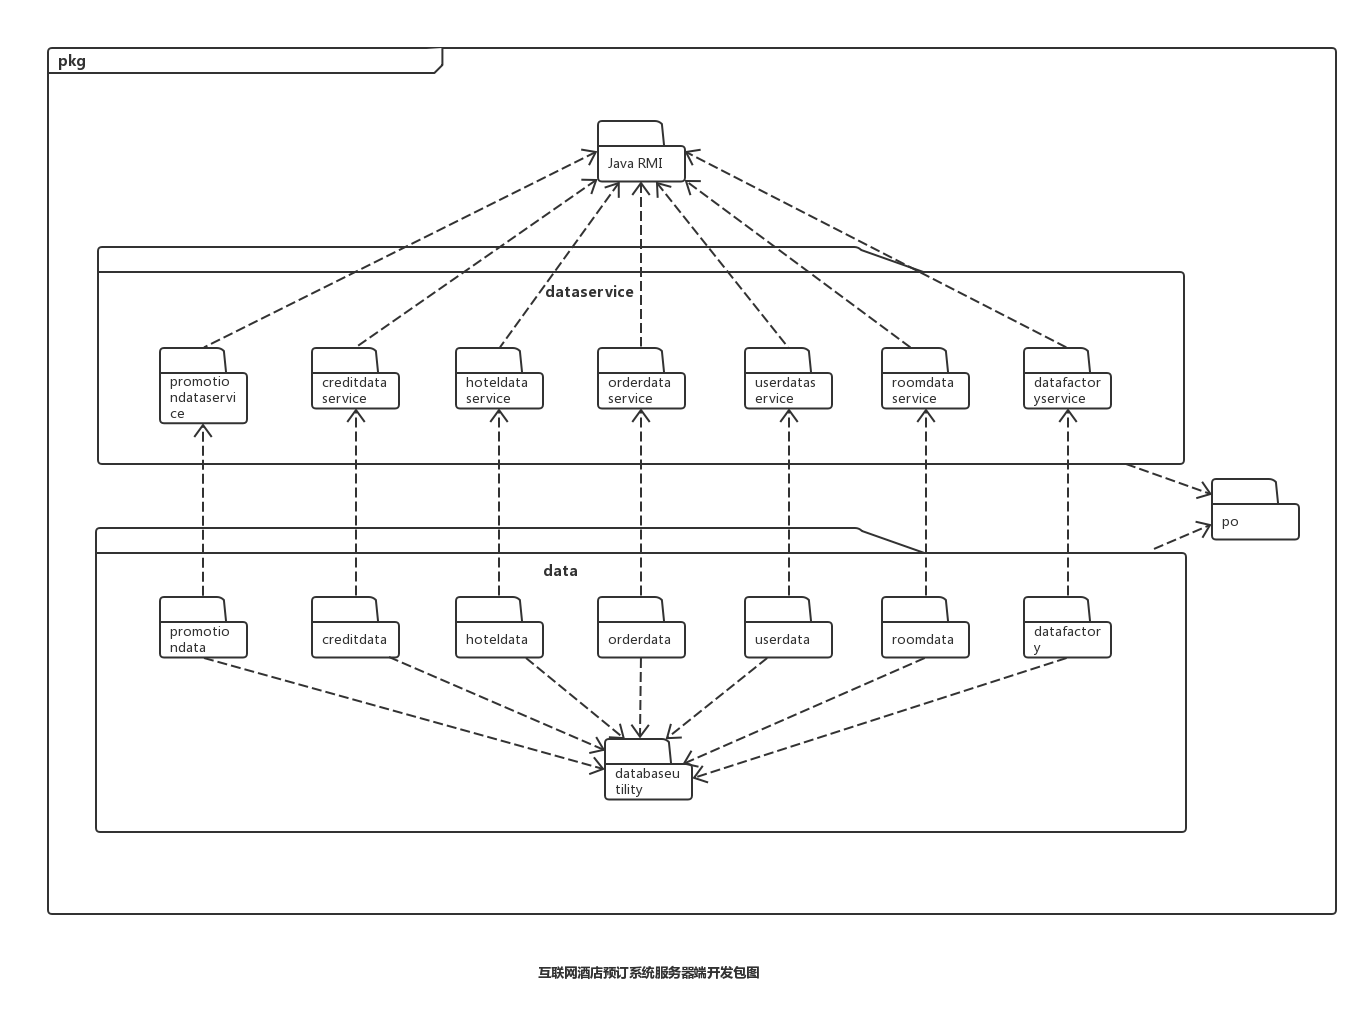 pkg
Java RMI
dataservice
promotio
ndataservi
ce
creditdata
service
hoteldata
service
orderdata
service
userdatas
ervice
roomdata
service
datafactor
yservice
po
data
promotio
ndata
creditdata
hoteldata
orderdata
userdata
roomdata
datafactor
y
databaseu
tility
互联网酒店预订系统服务器端开发包图